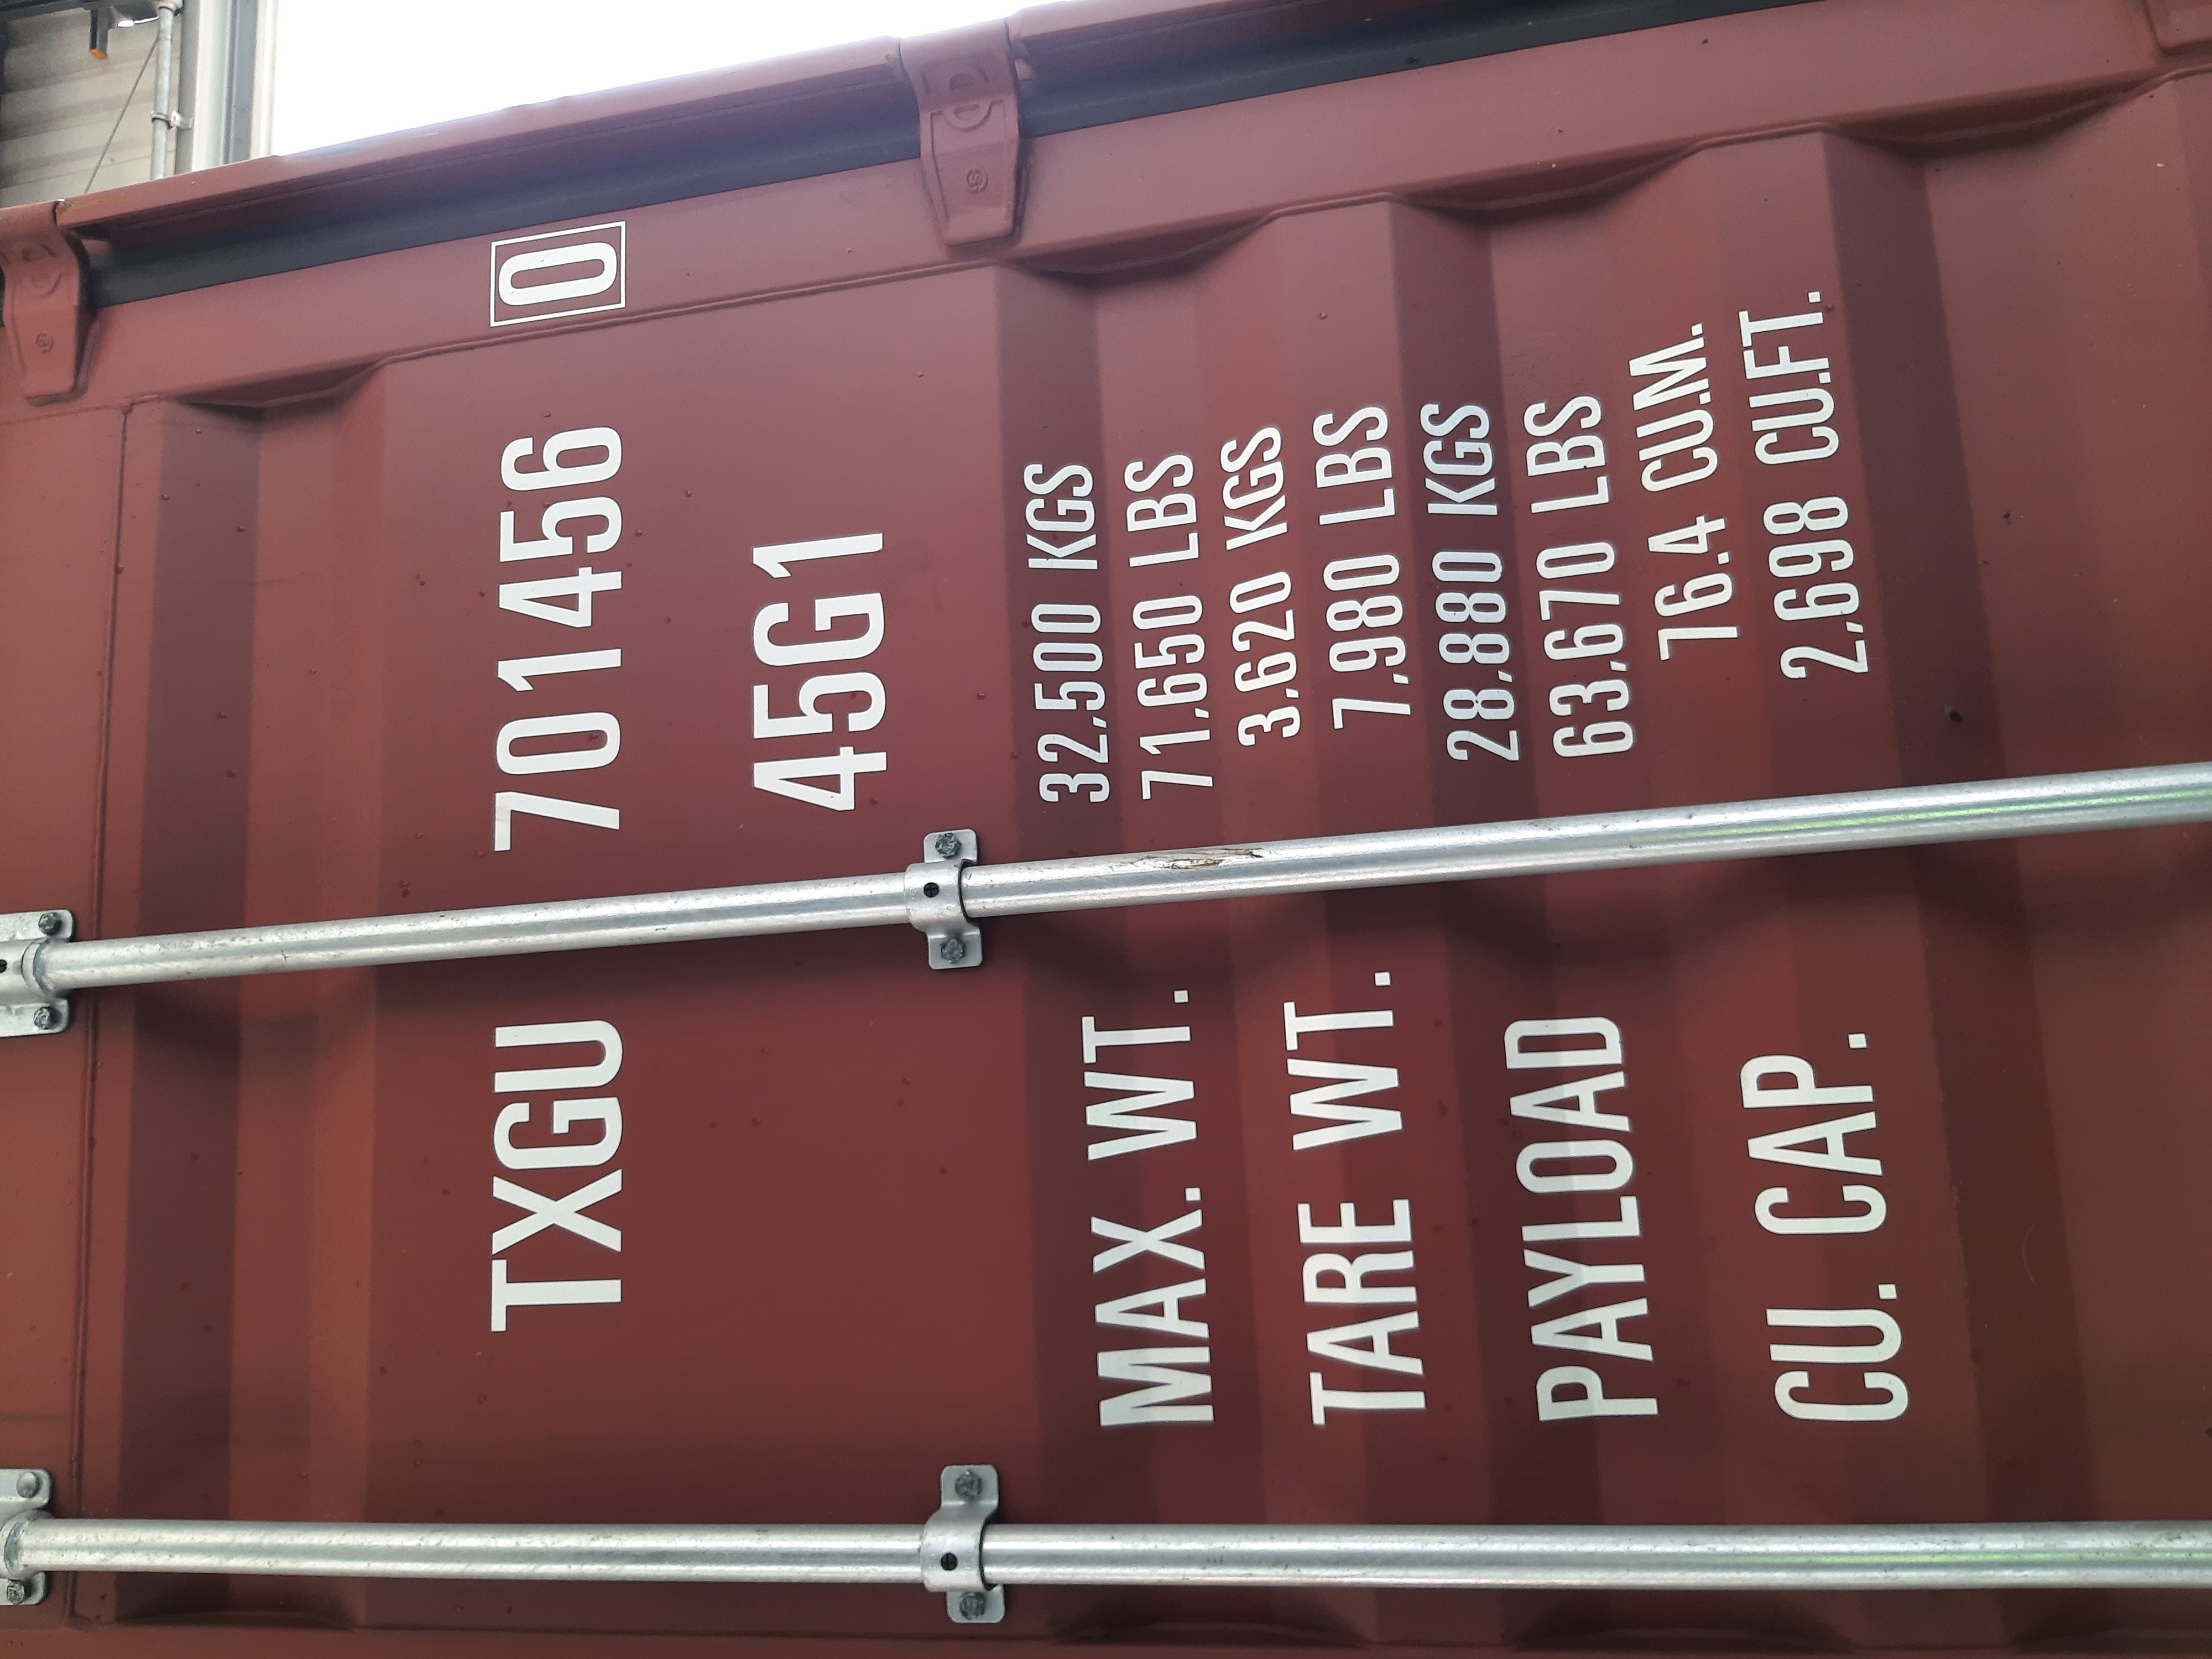 TXGU 701456 0
45G1
MAX. WT. 32,500 KGS
71,650 LBS
TARE WT. 3,620 KGS
7,980 LBS
PAYLOAD 28,880 KGS
63,670 LBS
CU. CAP. 76.4 CU.M.
2,698 CU.FT.